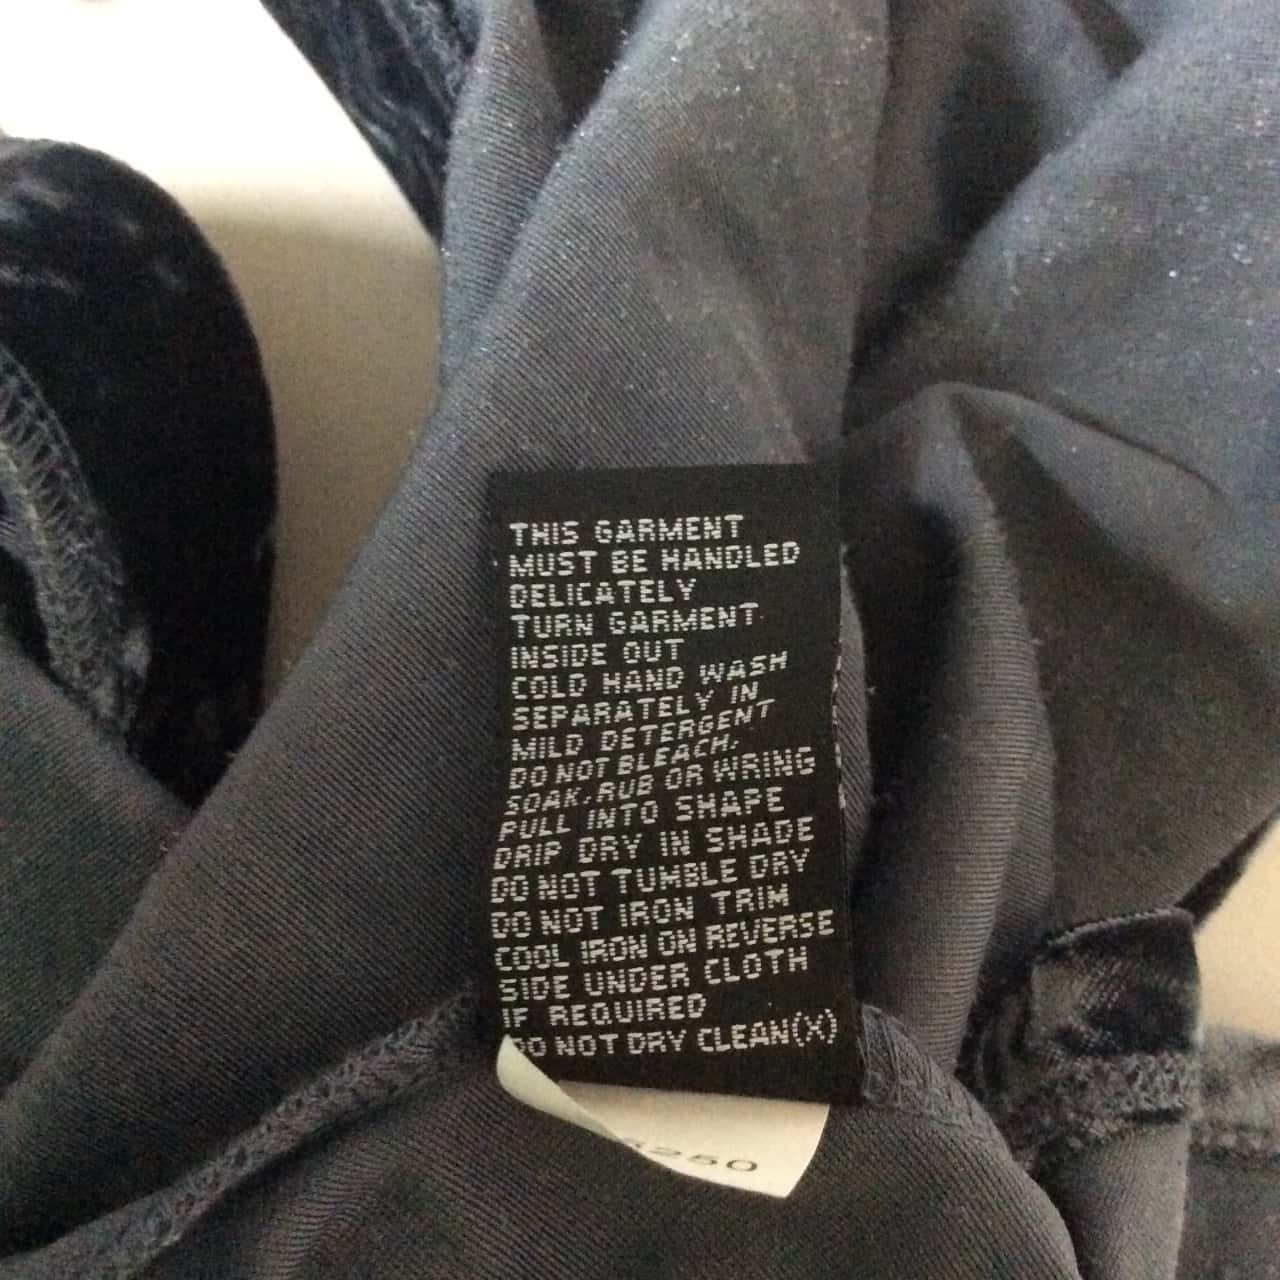 THIS GARMENT
MUST BE HANDLED
DELICATELY
TURN GARMENT
INSIDE OUT
COLD HAND WASH
SEPARATELY IN
MILD DETERGENT
DO NOT BLEACH,
SOAK, RUB OR WRING
PULL INTO SHAPE
DRIP DRY IN SHADE
DO NOT TUMBLE DRY
DO NOT IRON TRIM
COOL IRON ON REVERSE
SIDE UNDER CLOTH
IF REQUIRED
DO NOT DRY CLEAN(X)